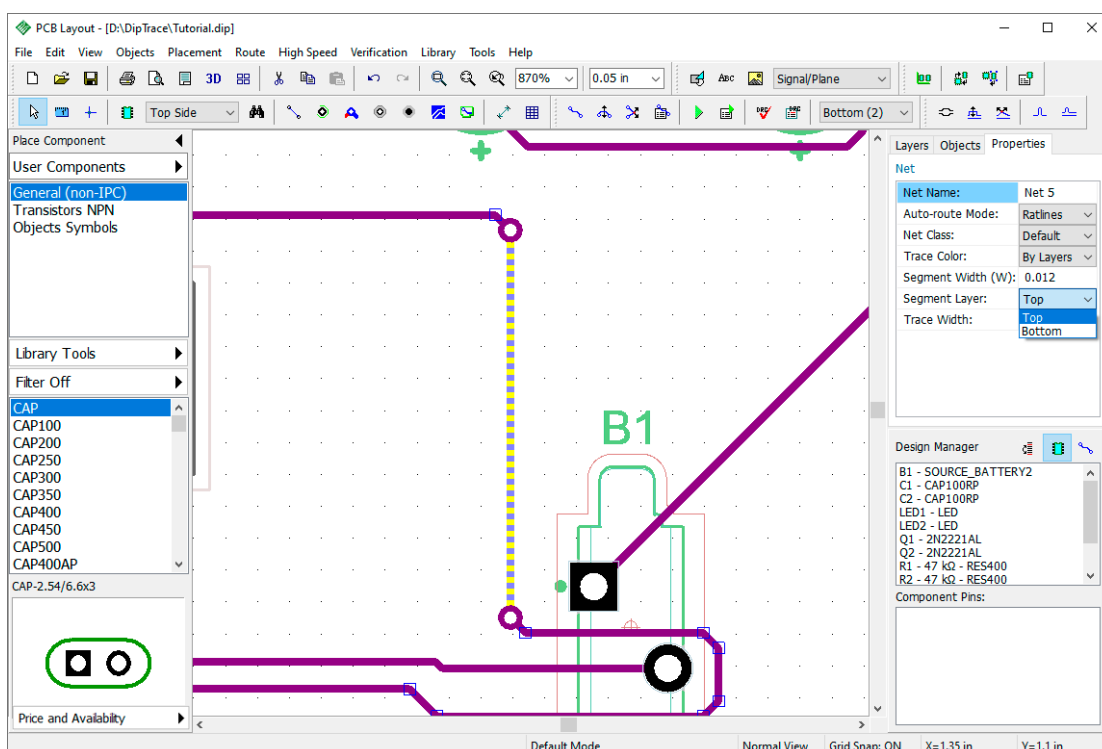 PCB Layout - [D:\DipTrace\Tutorial.dip]
File Edit View Objects Placement Route High Speed Verification Library Tools Help
3D 870% 0.05 in ABC Signal/Plane
Top Side Bottom (2)
Place Component
User Components
General (non-IPC)
Transistors NPN
Objects Symbols
Library Tools
Filter Off
CAP
CAP100
CAP200
CAP250
CAP300
CAP350
CAP400
CAP450
CAP500
CAP400AP
CAP-2.54/6.6x3
Price and Availability
B1
Layers Objects Properties
Net
Net Name: Net 5
Auto-route Mode: Ratlines
Net Class: Default
Trace Color: By Layers
Segment Width (W): 0.012
Segment Layer: Top
Top
Trace Width:
Bottom
Design Manager
B1 - SOURCE_BATTERY2
C1 - CAP100RP
C2 - CAP100RP
LED1 - LED
LED2 - LED
Q1 - 2N2221AL
Q2 - 2N2221AL
R1 - 47 kΩ - RES400
R2 - 47 kΩ - RES400
Component Pins:
Default Mode Normal View Grid Snap: ON X=1.35 in Y=1.1 in